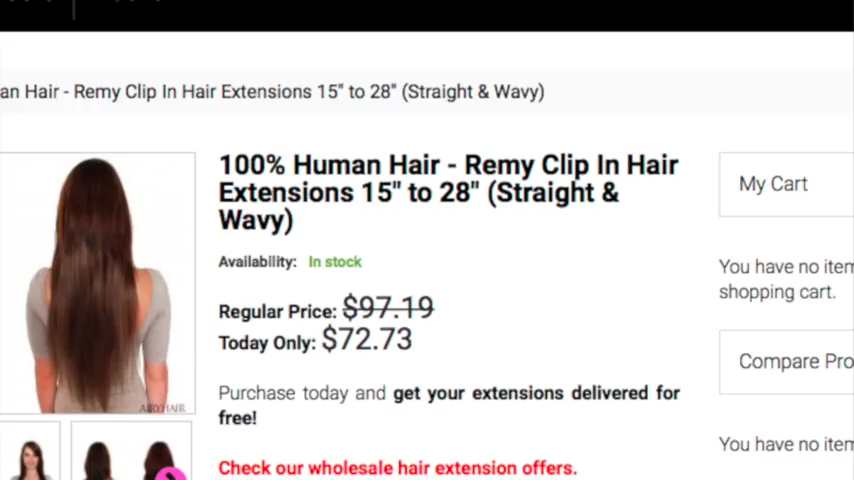 an Hair - Remy Clip In Hair Extensions 15" to 28" (Straight & Wavy)
100% Human Hair - Remy Clip In Hair
Extensions 15" to 28" (Straight &
Wavy)
Availability: In stock
Regular Price: $97.19
Today Only: $72.73
Purchase today and get your extensions delivered for
free!
Check our wholesale hair extension offers.
AIRYHAIR
My Cart
You have no item
shopping cart.
Compare Pro
You have no item